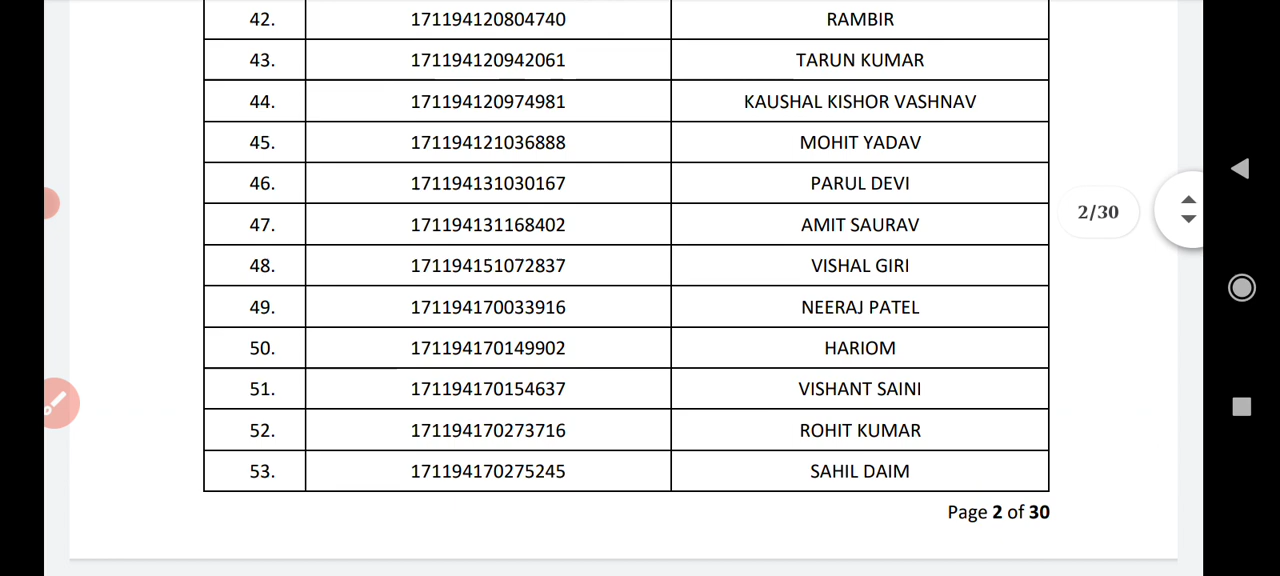 42. 171194120804740 RAMBIR
43. 171194120942061 TARUN KUMAR
44. 171194120974981 KAUSHAL KISHOR VASHNAV
45. 171194121036888 MOHIT YADAV
46. 171194131030167 PARUL DEVI
47. 171194131168402 AMIT SAURAV
48. 171194151072837 VISHAL GIRI
49. 171194170033916 NEERAJ PATEL
50. 171194170149902 HARIOM
51. 171194170154637 VISHANT SAINI
52. 171194170273716 ROHIT KUMAR
53. 171194170275245 SAHIL DAIM
Page 2 of 30
2/30